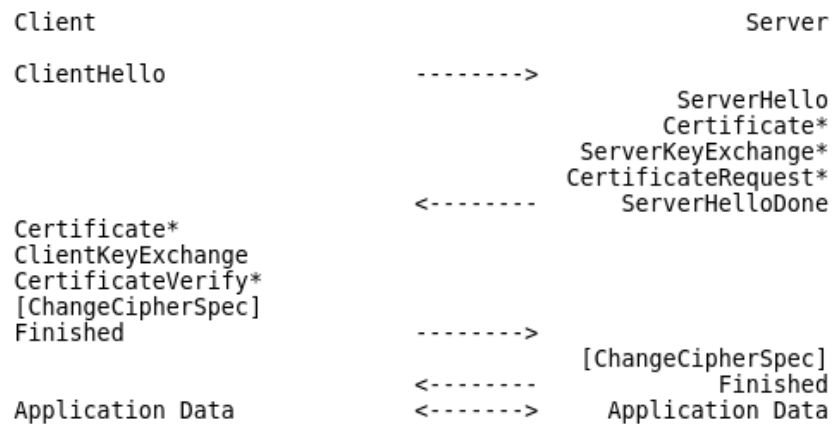 Client                                                Server

ClientHello                  -------->
                                                 ServerHello
                                                Certificate*
                                          ServerKeyExchange*
                                         CertificateRequest*
                             <--------       ServerHelloDone
Certificate*
ClientKeyExchange
CertificateVerify*
[ChangeCipherSpec]
Finished                     -------->
                                          [ChangeCipherSpec]
                             <--------              Finished
Application Data             <------->      Application Data